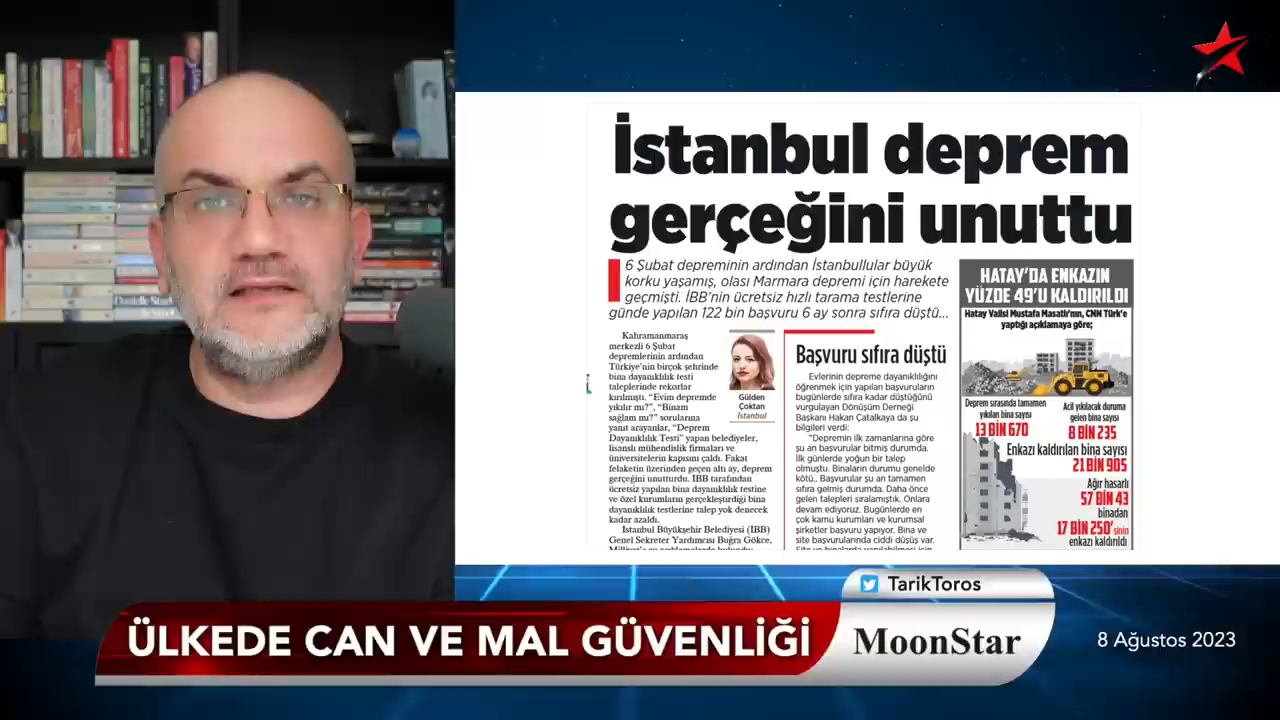 İstanbul deprem
gerçeğini unuttu
6 Şubat depreminin ardından İstanbullular büyük
korku yaşamış, olası Marmara depremi için harekete
geçmişti. İBB'nin ücretsiz hızlı tarama testlerine
günde yapılan 122 bin başvuru 6 ay sonra sıfıra düştü...
Kahramanmaraş
merkezli 6 Şubat
depremlerinin ardından
Türkiye'nin birçok şehrinde
bina dayanıklılık testi
taleplerinde rekorlar
kırılmıştı. "Evim depremde
yıkılır mı?", "Binam
sağlam mı?" sorularına
yanıt arayanlar, "Deprem
Dayanıklılık Testi" yapan belediyeler,
lisanslı mühendislik firmaları ve
üniversitelerin kapısını çaldı. Fakat
felaketin üzerinden geçen altı ay, deprem
gerçeğini unutturdu. İBB tarafından
ücretsiz yapılan bina dayanıklılık testine
ve özel kurumların gerçekleştirdiği bina
dayanıklılık testlerine talep yok denecek
kadar azaldı.
İstanbul Büyükşehir Belediyesi (İBB)
Genel Sekreter Yardımcısı Buğra Gökçe,
Gülden
Çoktan
İstanbul
Başvuru sıfıra düştü
Evlerinin depreme dayanıklılığını
öğrenmek için yapılan başvuruların
bugünlerde sıfıra kadar düştüğünü
vurgulayan Dönüşüm Derneği
Başkanı Hakan Çatalkaya da şu
bilgileri verdi:
"Depremin ilk zamanlarına göre
şu an başvurular bitmiş durumda.
İlk günlerde yoğun bir talep
olmuştu. Binaların durumu genelde
kötü.. Başvurular şu an tamamen
sıfıra gelmiş durumda. Daha önce
gelen talepleri sıralamıştık. Onlara
devam ediyoruz. Bugünlerde en
çok kamu kurumları ve kurumsal
şirketler başvuru yapıyor. Bina ve
site başvurularında ciddi düşüş var.
HATAY'DA ENKAZIN
YÜZDE 49'U KALDIRILDI
Hatay Valisi Mustafa Masatlı'nın, CNN Türk'e
yaptığı açıklamaya göre;
Deprem sırasında tamamen
yıkılan bina sayısı
13 BİN 670
Acil yıkılacak duruma
gelen bina sayısı
8 BİN 235
Enkazı kaldırılan bina sayısı
21 BİN 905
Ağır hasarlı
57 BİN 43
binadan
17 BİN 250'sinin
enkazı kaldırıldı
TarikToros
ÜLKEDE CAN VE MAL GÜVENLİĞİ
MoonStar
8 Ağustos 2023